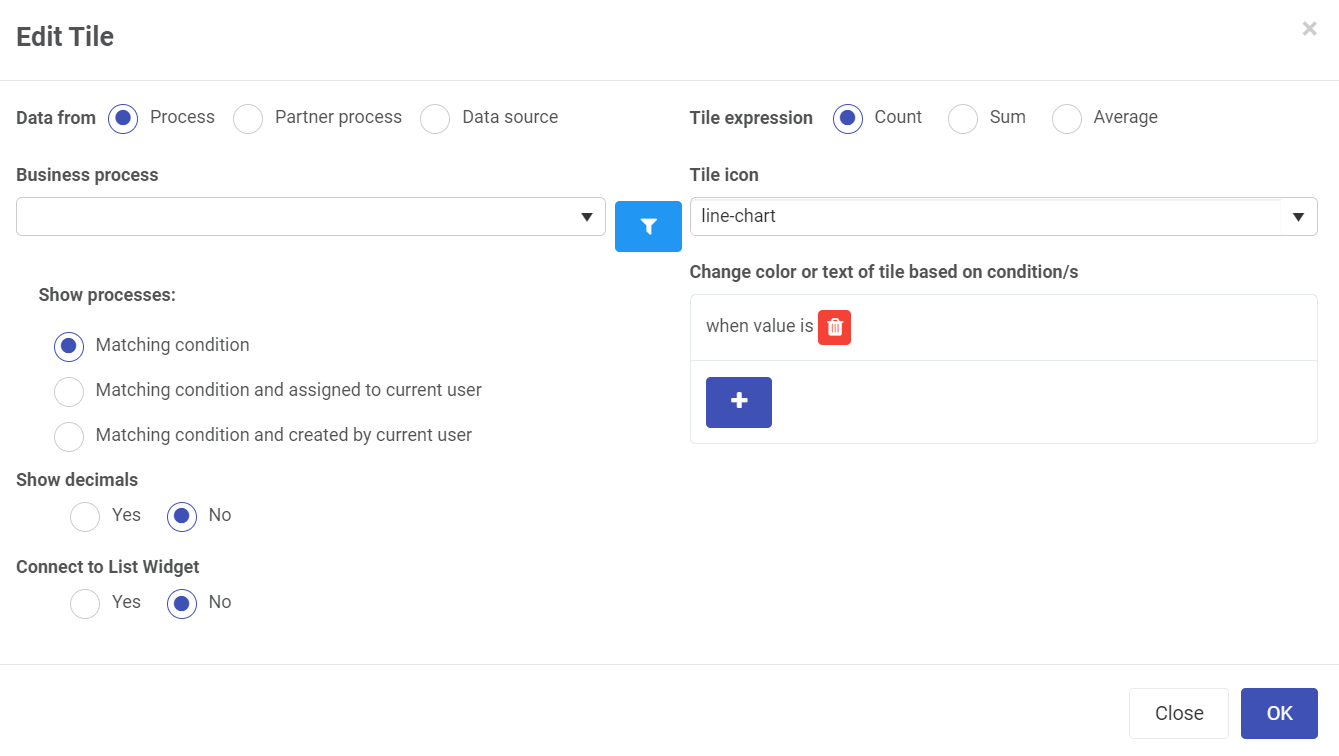 Edit Tile
×
Data from Process Partner process Data source
Tile expression Count Sum Average
Business process
Tile icon
line-chart
Change color or text of tile based on condition/s
when value is
Show processes:
Matching condition
Matching condition and assigned to current user
Matching condition and created by current user
Show decimals
Yes No
Connect to List Widget
Yes No
Close OK